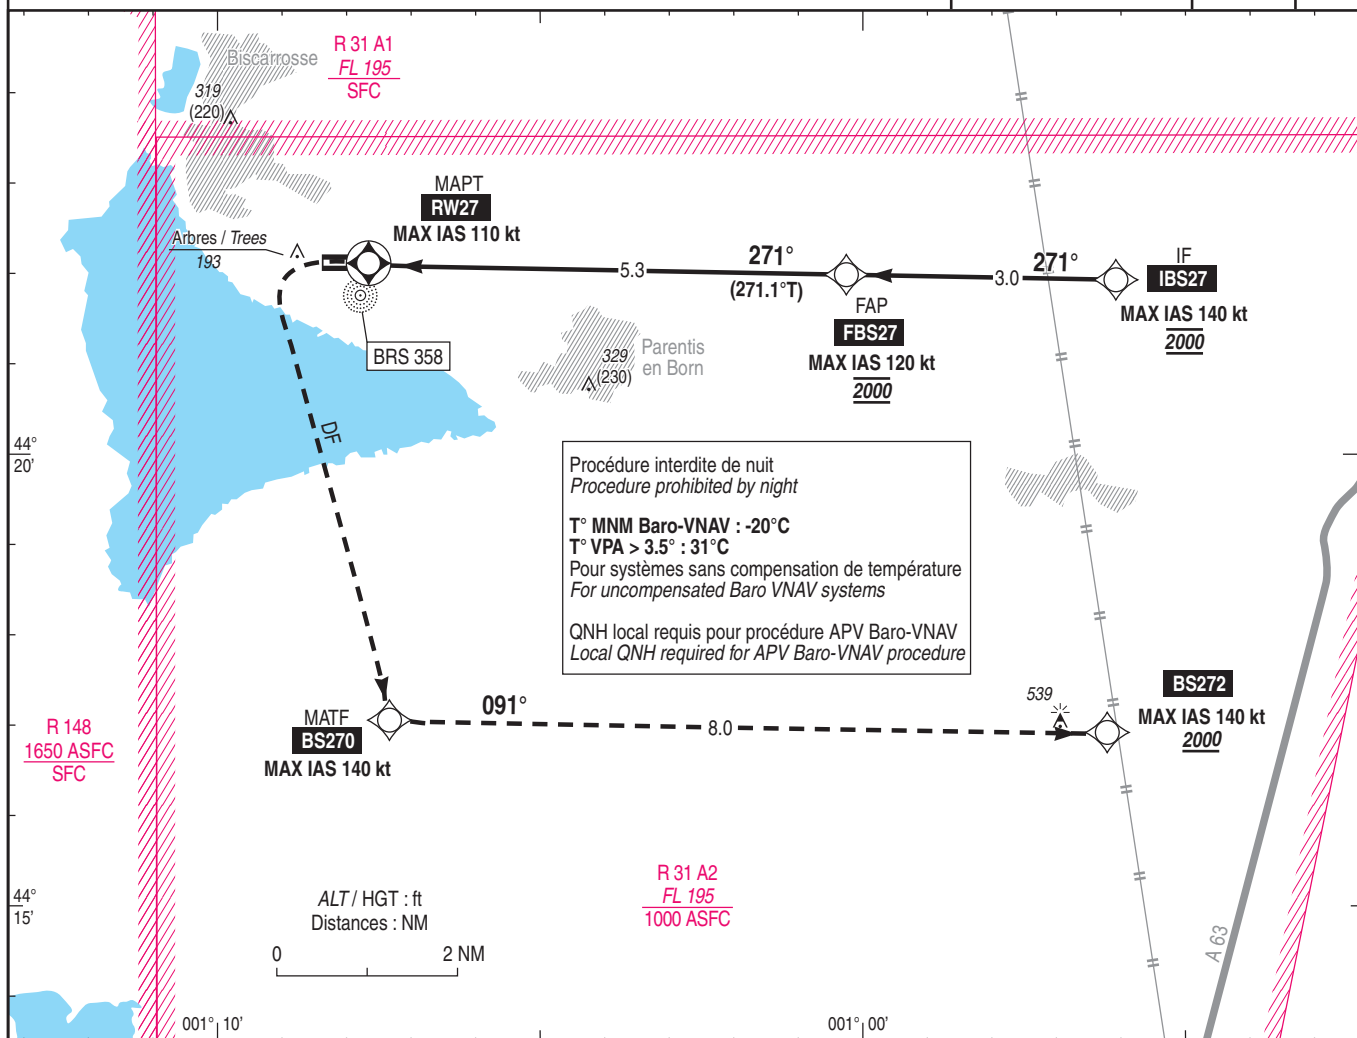 Biscarrosse
R 31 A1
FL 195
SFC
319
(220)
MAPT
RW27
MAX IAS 110 kt
Arbres / Trees
193
5.3
271°
(271.1°T)
3.0
271°
IF
IBS27
MAX IAS 140 kt
2000
FAP
FBS27
MAX IAS 120 kt
2000
BRS 358
329
(230)
Parentis
en Born
DF
44°
20'
Procédure interdite de nuit
Procedure prohibited by night
T° MNM Baro-VNAV : -20°C
T° VPA > 3.5° : 31°C
Pour systèmes sans compensation de température
For uncompensated Baro VNAV systems
QNH local requis pour procédure APV Baro-VNAV
Local QNH required for APV Baro-VNAV procedure
539
BS272
MAX IAS 140 kt
2000
091°
8.0
MATF
BS270
MAX IAS 140 kt
R 148
1650 ASFC
SFC
R 31 A2
FL 195
1000 ASFC
44°
15'
ALT / HGT : ft
Distances : NM
0 2 NM
A 63
001° 10'
001° 00'